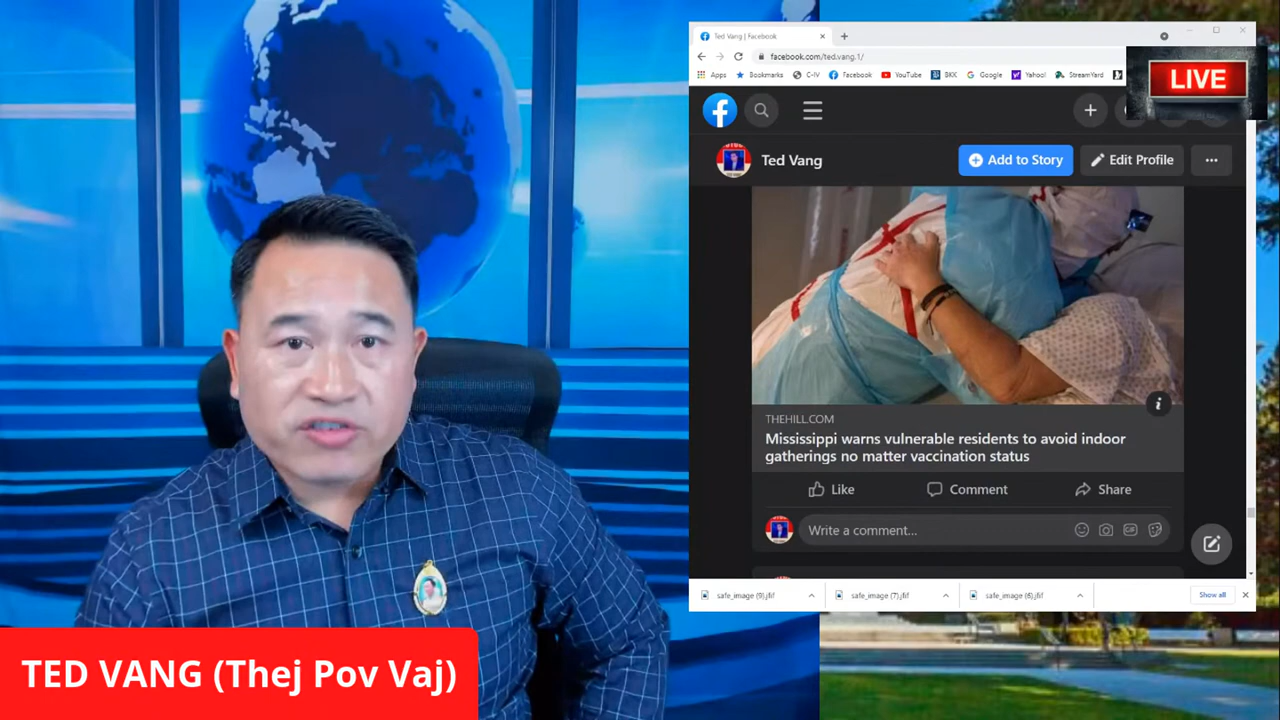 Ted Vang | Facebook
facebook.com/ted.vang.1/
Apps Bookmarks C-IV Facebook YouTube BKK Google Yahoo! StreamYard
LIVE
Ted Vang
Add to Story
Edit Profile
THEHILL.COM
Mississippi warns vulnerable residents to avoid indoor
gatherings no matter vaccination status
Like Comment Share
Write a comment...
GIF
safe_image (9).jfif safe_image (7).jfif safe_image (6).jfif Show all
TED VANG (Thej Pov Vaj)